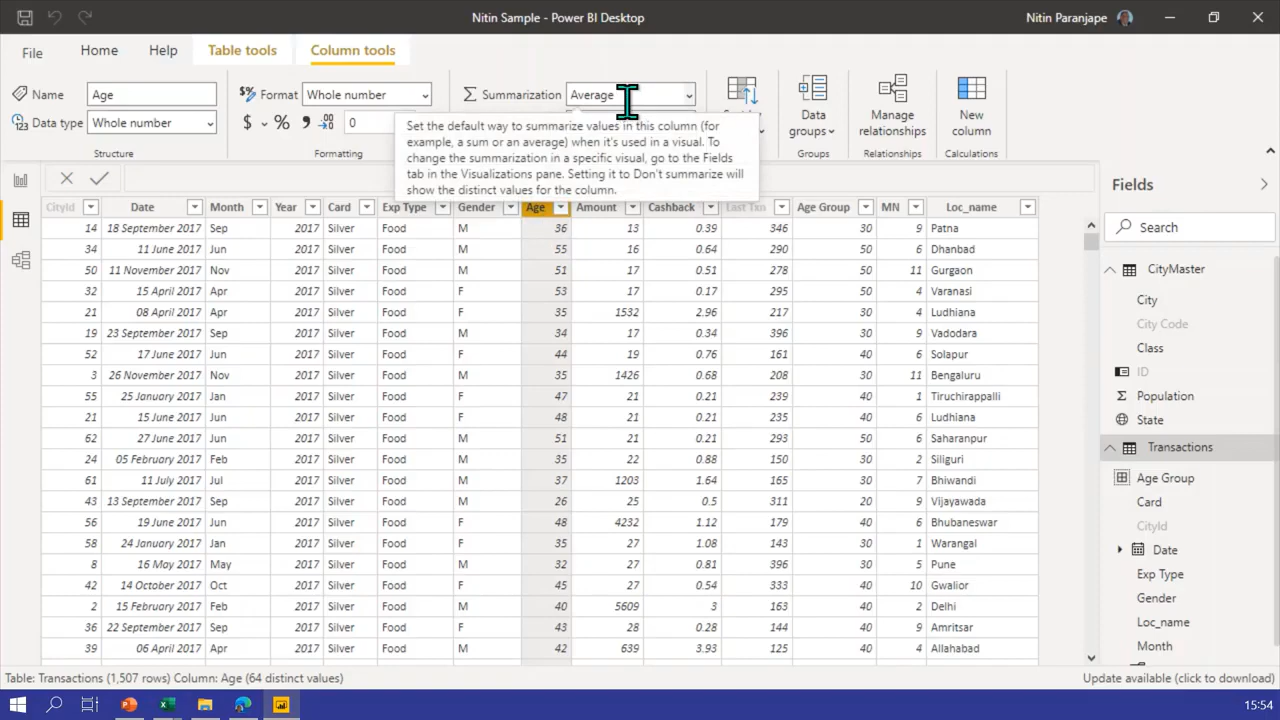 Nitin Sample - Power BI Desktop
Nitin Paranjape
File
Home
Help
Table tools
Column tools
Name
Age
$% Format
Whole number
Σ Summarization
Average
Data type
Whole number
$ % 9 .00
Data groups
Manage relationships
New column
Structure
Formatting
Groups
Relationships
Calculations
Set the default way to summarize values in this column (for
example, a sum or an average) when it's used in a visual. To
change the summarization in a specific visual, go to the Fields
tab in the Visualizations pane. Setting it to Don't summarize will
show the distinct values for the column.
CityId Date Month Year Card Exp Type Gender Age Amount Cashback Last Txn Age Group MN Loc_name
14 18 September 2017 Sep 2017 Silver Food M 36 13 0.39 346 30 9 Patna
34 11 June 2017 Jun 2017 Silver Food M 55 16 0.64 290 50 6 Dhanbad
50 11 November 2017 Nov 2017 Silver Food M 51 17 0.51 278 50 11 Gurgaon
32 15 April 2017 Apr 2017 Silver Food F 53 17 0.17 295 50 4 Varanasi
21 08 April 2017 Apr 2017 Silver Food F 35 1532 2.96 217 30 4 Ludhiana
19 23 September 2017 Sep 2017 Silver Food M 34 17 0.34 396 30 9 Vadodara
52 17 June 2017 Jun 2017 Silver Food F 44 19 0.76 161 40 6 Solapur
3 26 November 2017 Nov 2017 Silver Food M 35 1426 0.68 208 30 11 Bengaluru
55 25 January 2017 Jan 2017 Silver Food F 47 21 0.21 239 40 1 Tiruchirappalli
21 15 June 2017 Jun 2017 Silver Food F 48 21 0.21 235 40 6 Ludhiana
62 27 June 2017 Jun 2017 Silver Food M 51 21 0.21 293 50 6 Saharanpur
24 05 February 2017 Feb 2017 Silver Food M 35 22 0.88 150 30 2 Siliguri
61 11 July 2017 Jul 2017 Silver Food M 37 1203 1.64 165 30 7 Bhiwandi
43 13 September 2017 Sep 2017 Silver Food M 26 25 0.5 311 20 9 Vijayawada
56 19 June 2017 Jun 2017 Silver Food F 48 4232 1.12 179 40 6 Bhubaneswar
58 24 January 2017 Jan 2017 Silver Food F 35 27 1.08 143 30 1 Warangal
8 16 May 2017 May 2017 Silver Food M 32 27 0.81 396 30 5 Pune
42 14 October 2017 Oct 2017 Silver Food F 45 27 0.54 333 40 10 Gwalior
2 15 February 2017 Feb 2017 Silver Food M 40 5609 3 163 40 2 Delhi
36 22 September 2017 Sep 2017 Silver Food M 43 28 0.28 144 40 9 Amritsar
39 06 April 2017 Apr 2017 Silver Food M 42 639 3.93 125 40 4 Allahabad
Fields
Search
CityMaster
City
City Code
Class
ID
Σ Population
State
Transactions
Age Group
Card
CityId
Date
Exp Type
Gender
Loc_name
Month
Table: Transactions (1,507 rows) Column: Age (64 distinct values)
Update available (click to download)
15:54